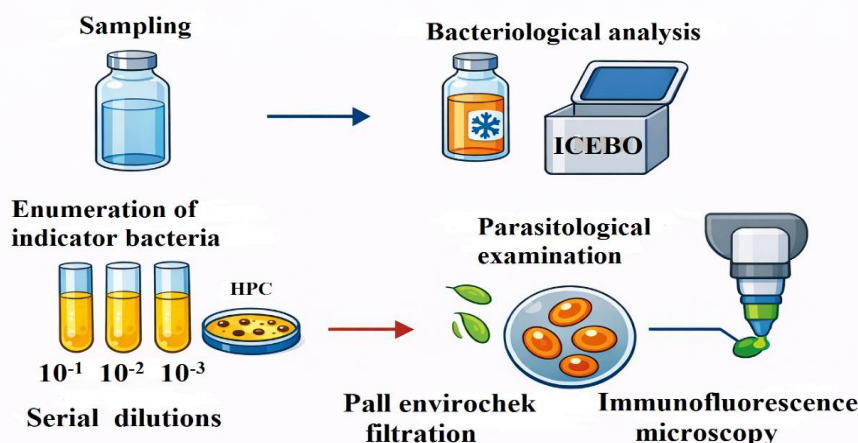 Sampling
Bacteriological analysis
ICEBO
Enumeration of
indicator bacteria
HPC
10⁻¹ 10⁻² 10⁻³
Serial dilutions
Parasitological
examination
Pall envirochek
filtration
Immunofluorescence
microscopy